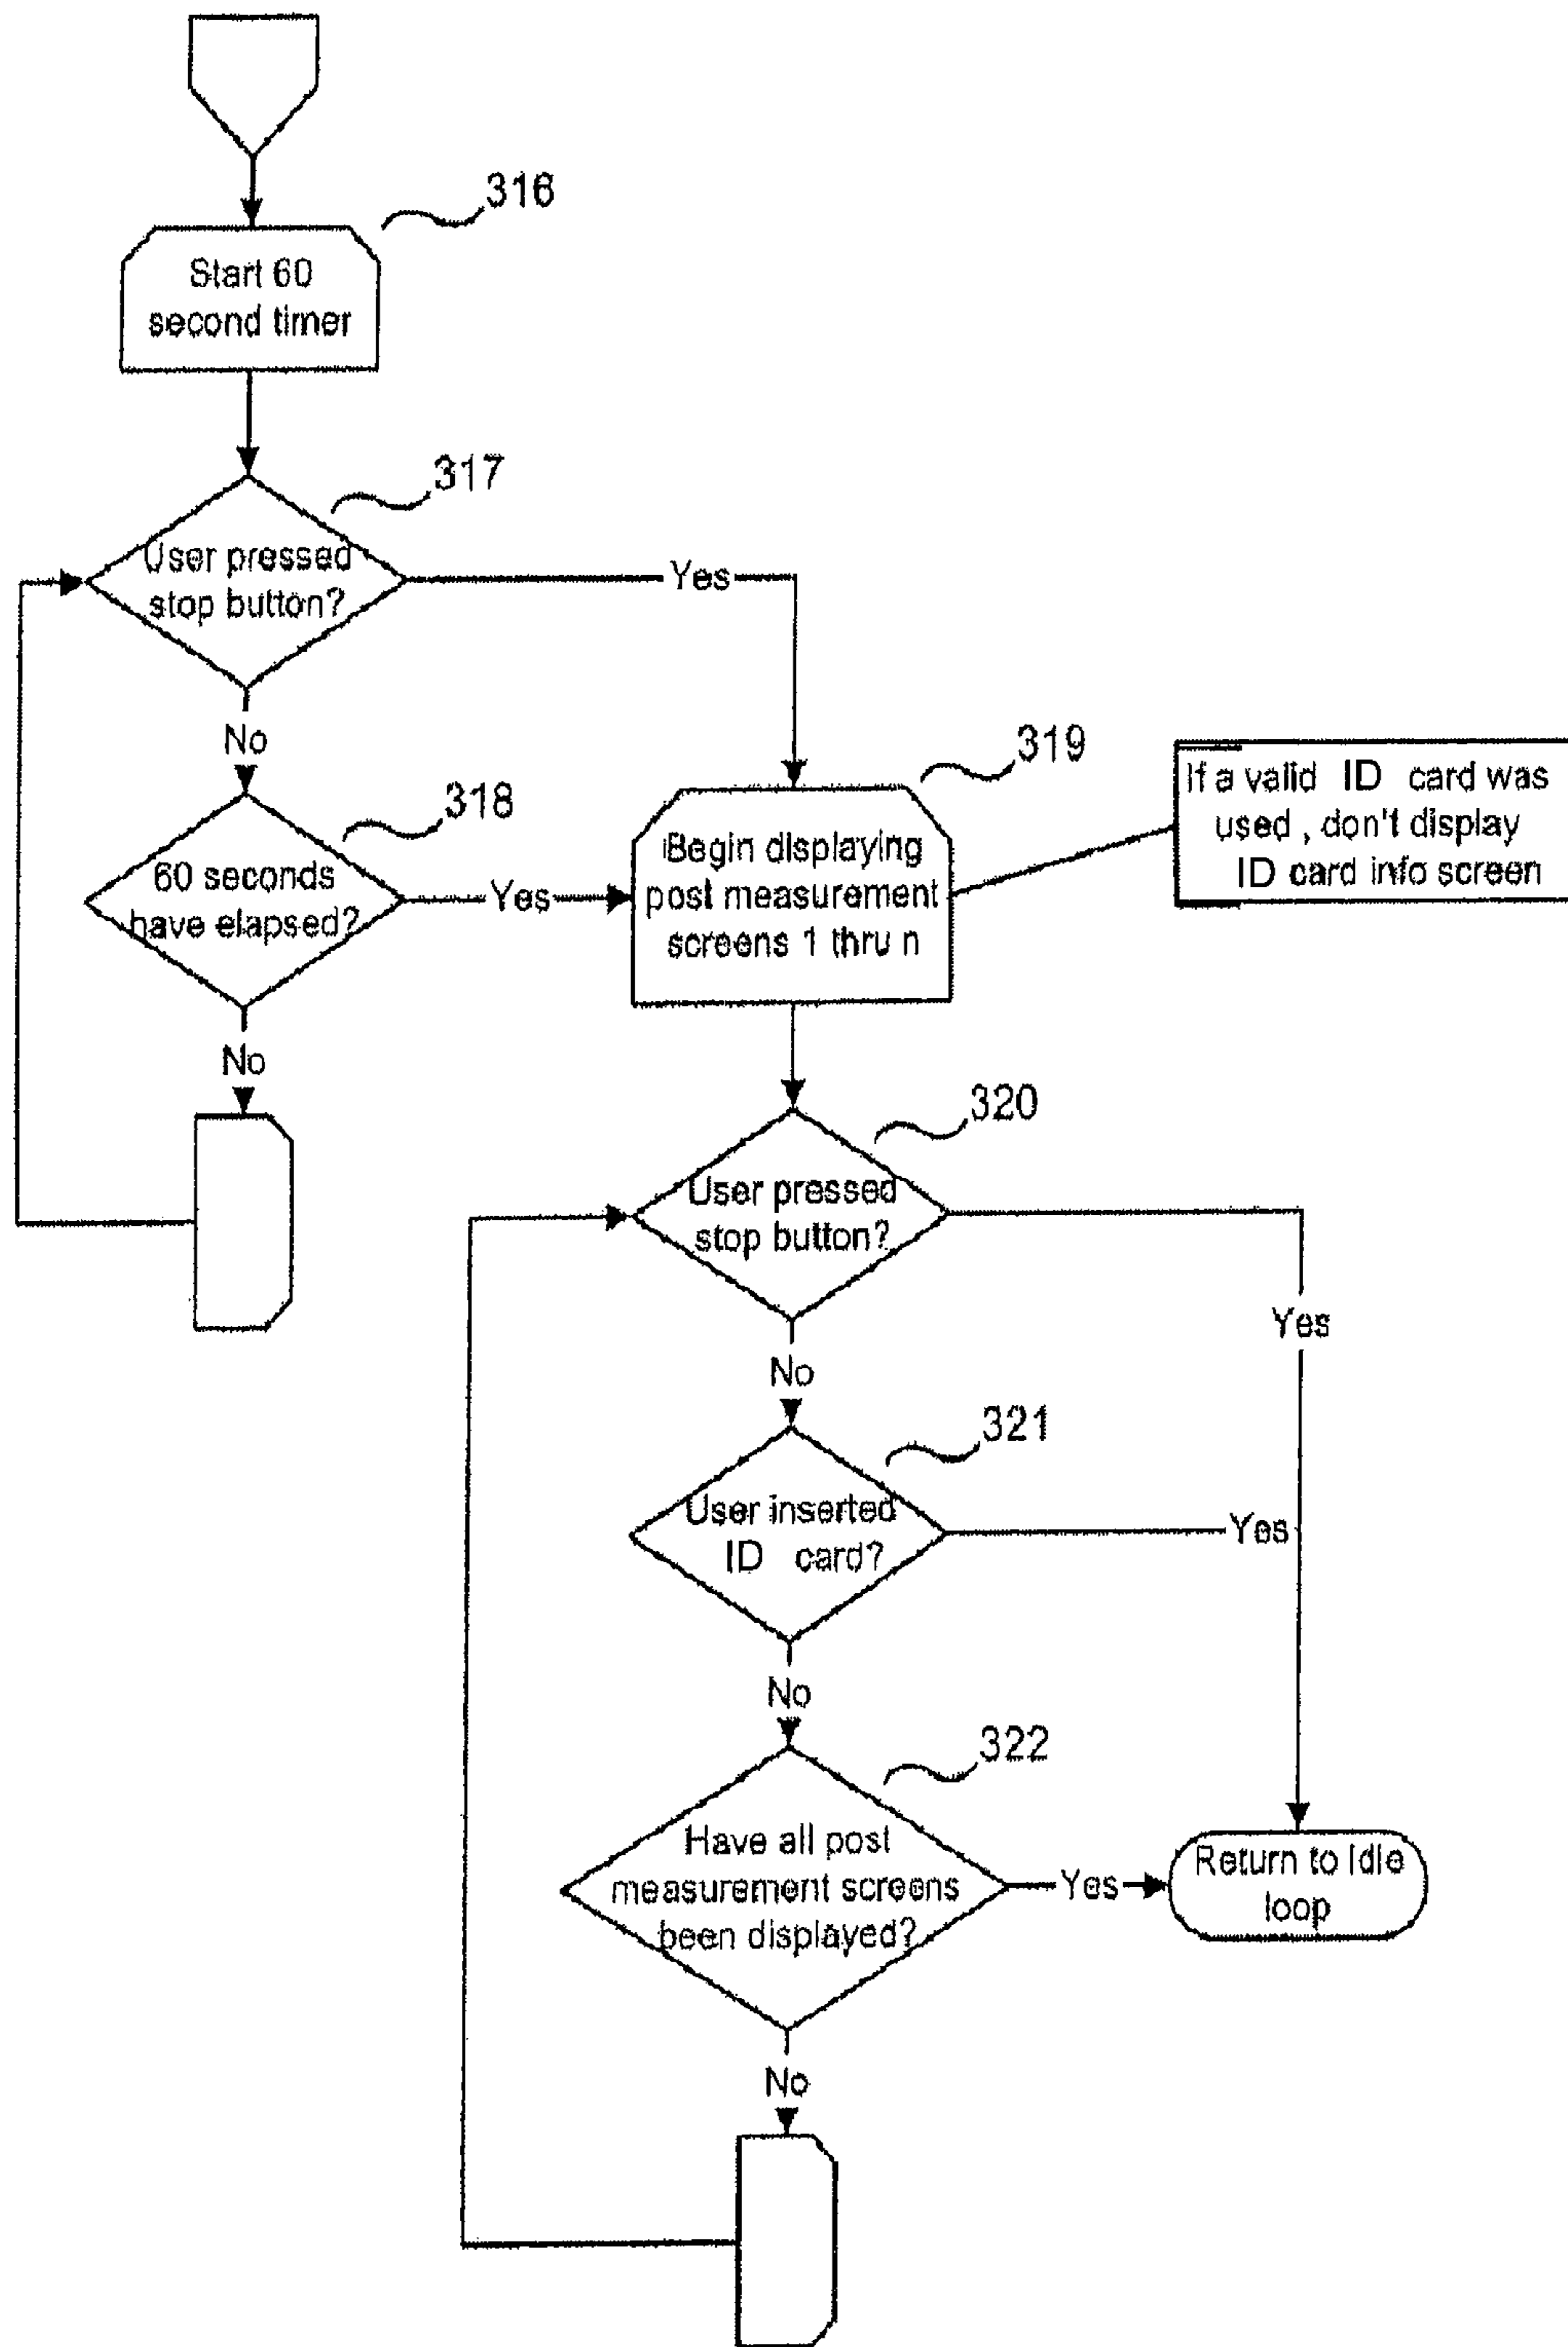 316
Start 60
second timer
317
User pressed
stop button?
Yes
No
318
60 seconds
have elapsed?
Yes
No
319
Begin displaying
post measurement
screens 1 thru n
If a valid ID card was
used , don't display
ID card info screen
320
User pressed
stop button?
Yes
No
321
User inserted
ID card?
Yes
No
322
Have all post
measurement screens
been displayed?
Yes
Return to Idle
loop
No